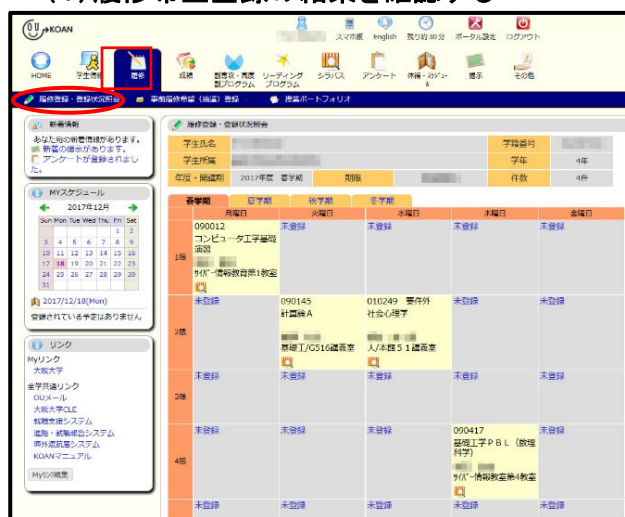 KOAN
スマホ版 English 残り約30分 ポータル設定 ログアウト
HOME 学生情報 履修 成績 副専攻・高度副プログラム リーディングプログラム シラバス アンケート 休補・スケジュール 掲示 その他
履修登録・登録状況照会 事前履修希望（抽選）登録 授業ポートフォリオ
新着情報
あなた宛の新着情報があります。
新着の掲示があります。
アンケートが登録されました。
MYスケジュール
2017年12月
Sun Mon Tue Wed Thu Fri Sat
1 2
3 4 5 6 7 8 9
10 11 12 13 14 15 16
17 18 19 20 21 22 23
24 25 26 27 28 29 30
31
2017/12/18(Mon)
登録されている予定はありません
リンク
Myリンク
大阪大学
全学共通リンク
OUメール
大阪大学CLE
就職支援システム
進路・就職報告システム
海外渡航届システム
KOANマニュアル
Myリンク編集
履修登録・登録状況照会
学生氏名 学籍番号
学生所属 学年 4年
年度・開講期 2017年度 春学期 期間 件数 4件
春学期 夏学期 秋学期 冬学期
月曜日 火曜日 水曜日 木曜日 金曜日
1限
090012
コンピュータ工学基礎演習
サイバー情報教育第1教室
未登録 未登録 未登録 未登録
2限
未登録
090145
計算論A
基礎工/G516講義室
010249 要件外
社会心理学
人/本館51講義室
未登録 未登録
3限
未登録 未登録 未登録 未登録 未登録
4限
未登録 未登録 未登録
090417
基礎工学PBL（数理科学）
サイバー情報教室第4教室
未登録
未登録 未登録 未登録 未登録 未登録